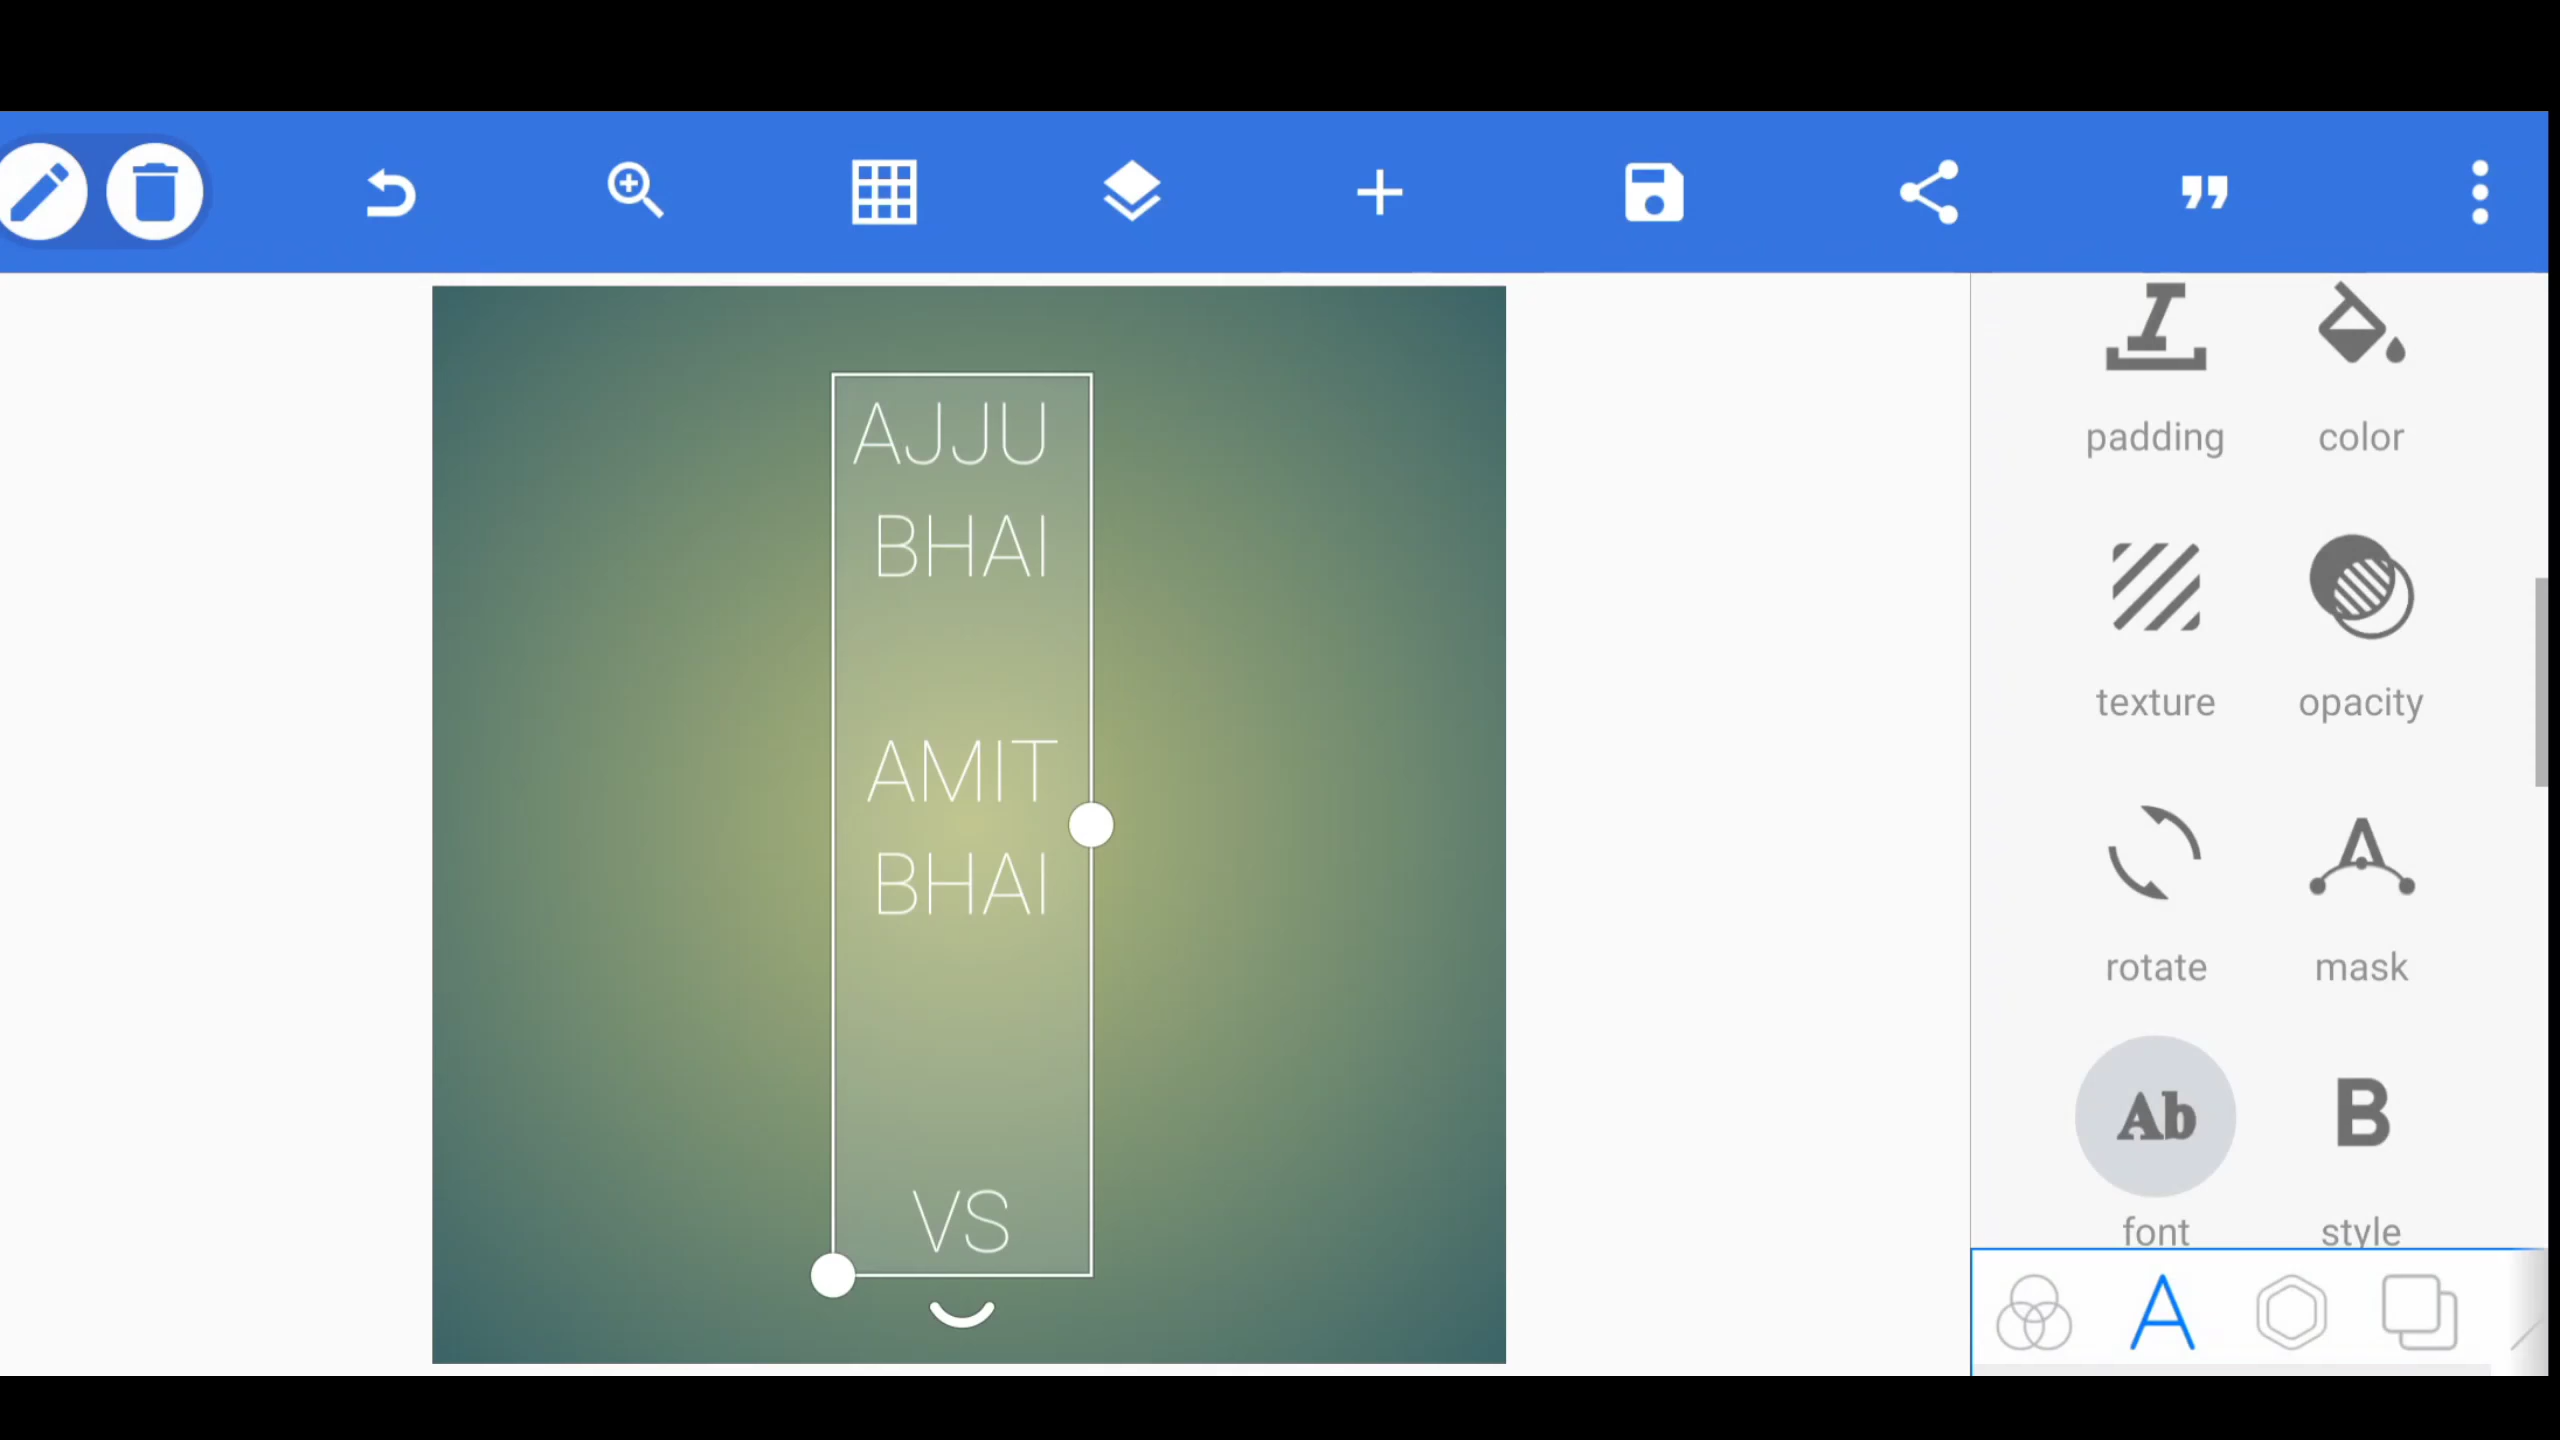 AJJU
BHAI
AMIT
BHAI
VS
padding
color
texture
opacity
rotate
mask
Ab
B
font
style
A